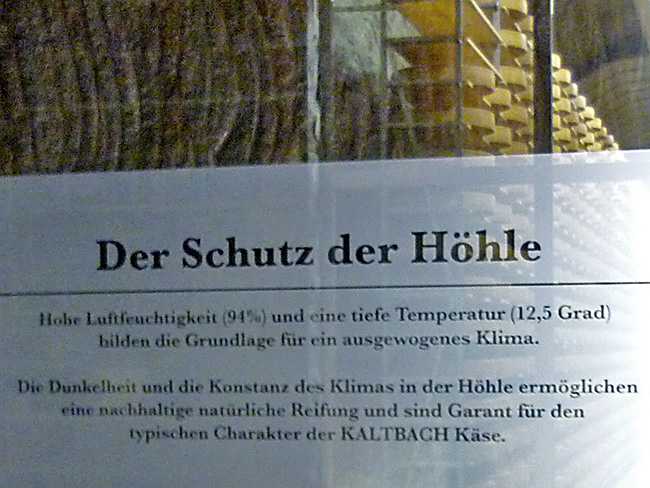 Der Schutz der Höhle
Hohe Luftfeuchtigkeit (94%) und eine tiefe Temperatur (12,5 Grad)
bilden die Grundlage für ein ausgewogenes Klima.
Die Dunkelheit und die Konstanz des Klimas in der Höhle ermöglichen
eine nachhaltige natürliche Reifung und sind Garant für den
typischen Charakter der KALTBACH Käse.